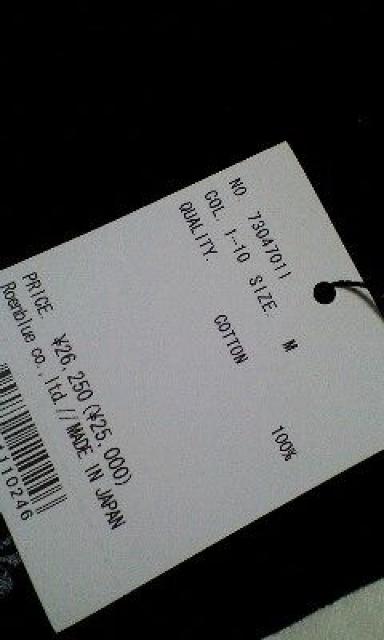 NO. 73047011
COL. 1-10 SIZE. M
QUALITY.
COTTON 100%
PRICE. ¥26,250(¥25,000)
Roenblue co.,ltd.//MADE IN JAPAN
110246